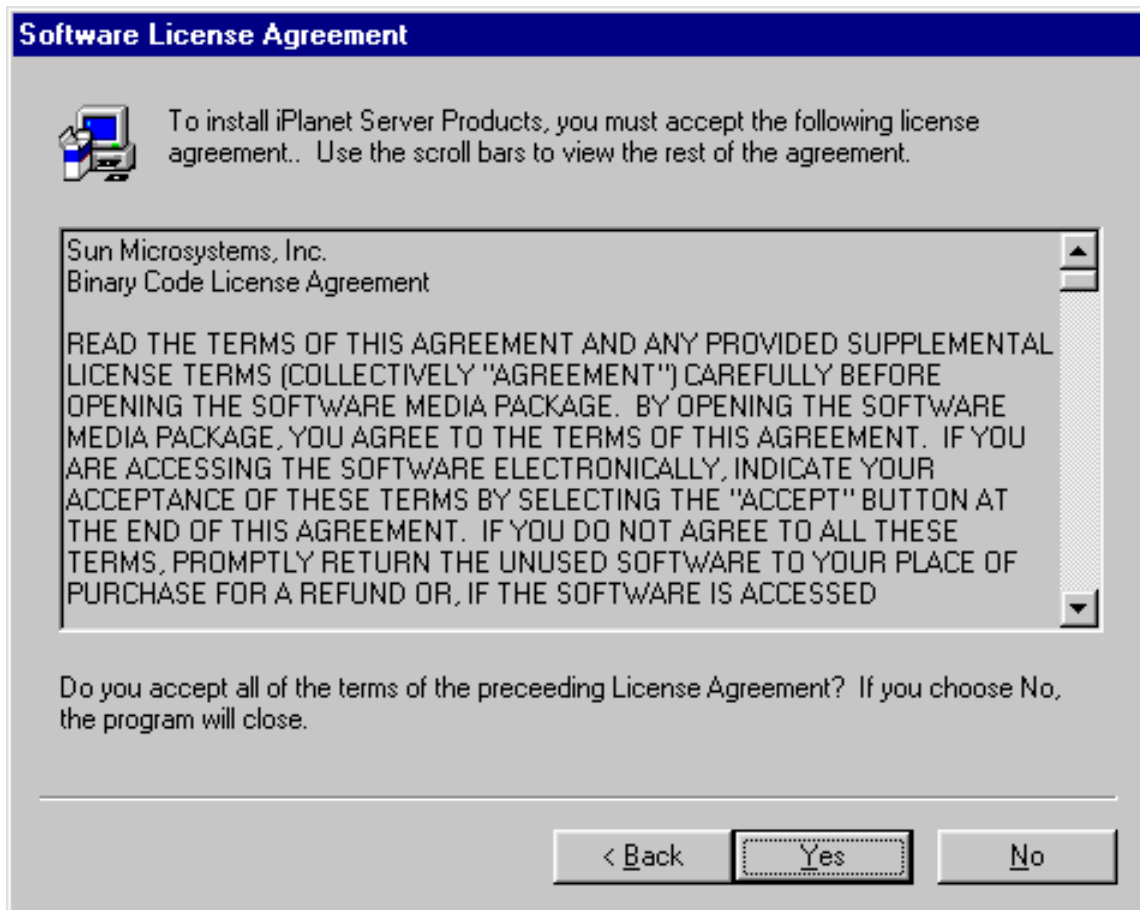 Software License Agreement
To install iPlanet Server Products, you must accept the following license
agreement.. Use the scroll bars to view the rest of the agreement.
Sun Microsystems, Inc.
Binary Code License Agreement
READ THE TERMS OF THIS AGREEMENT AND ANY PROVIDED SUPPLEMENTAL
LICENSE TERMS (COLLECTIVELY "AGREEMENT") CAREFULLY BEFORE
OPENING THE SOFTWARE MEDIA PACKAGE. BY OPENING THE SOFTWARE
MEDIA PACKAGE, YOU AGREE TO THE TERMS OF THIS AGREEMENT. IF YOU
ARE ACCESSING THE SOFTWARE ELECTRONICALLY, INDICATE YOUR
ACCEPTANCE OF THESE TERMS BY SELECTING THE "ACCEPT" BUTTON AT
THE END OF THIS AGREEMENT. IF YOU DO NOT AGREE TO ALL THESE
TERMS, PROMPTLY RETURN THE UNUSED SOFTWARE TO YOUR PLACE OF
PURCHASE FOR A REFUND OR, IF THE SOFTWARE IS ACCESSED
Do you accept all of the terms of the preceeding License Agreement? If you choose No,
the program will close.
< Back Yes No